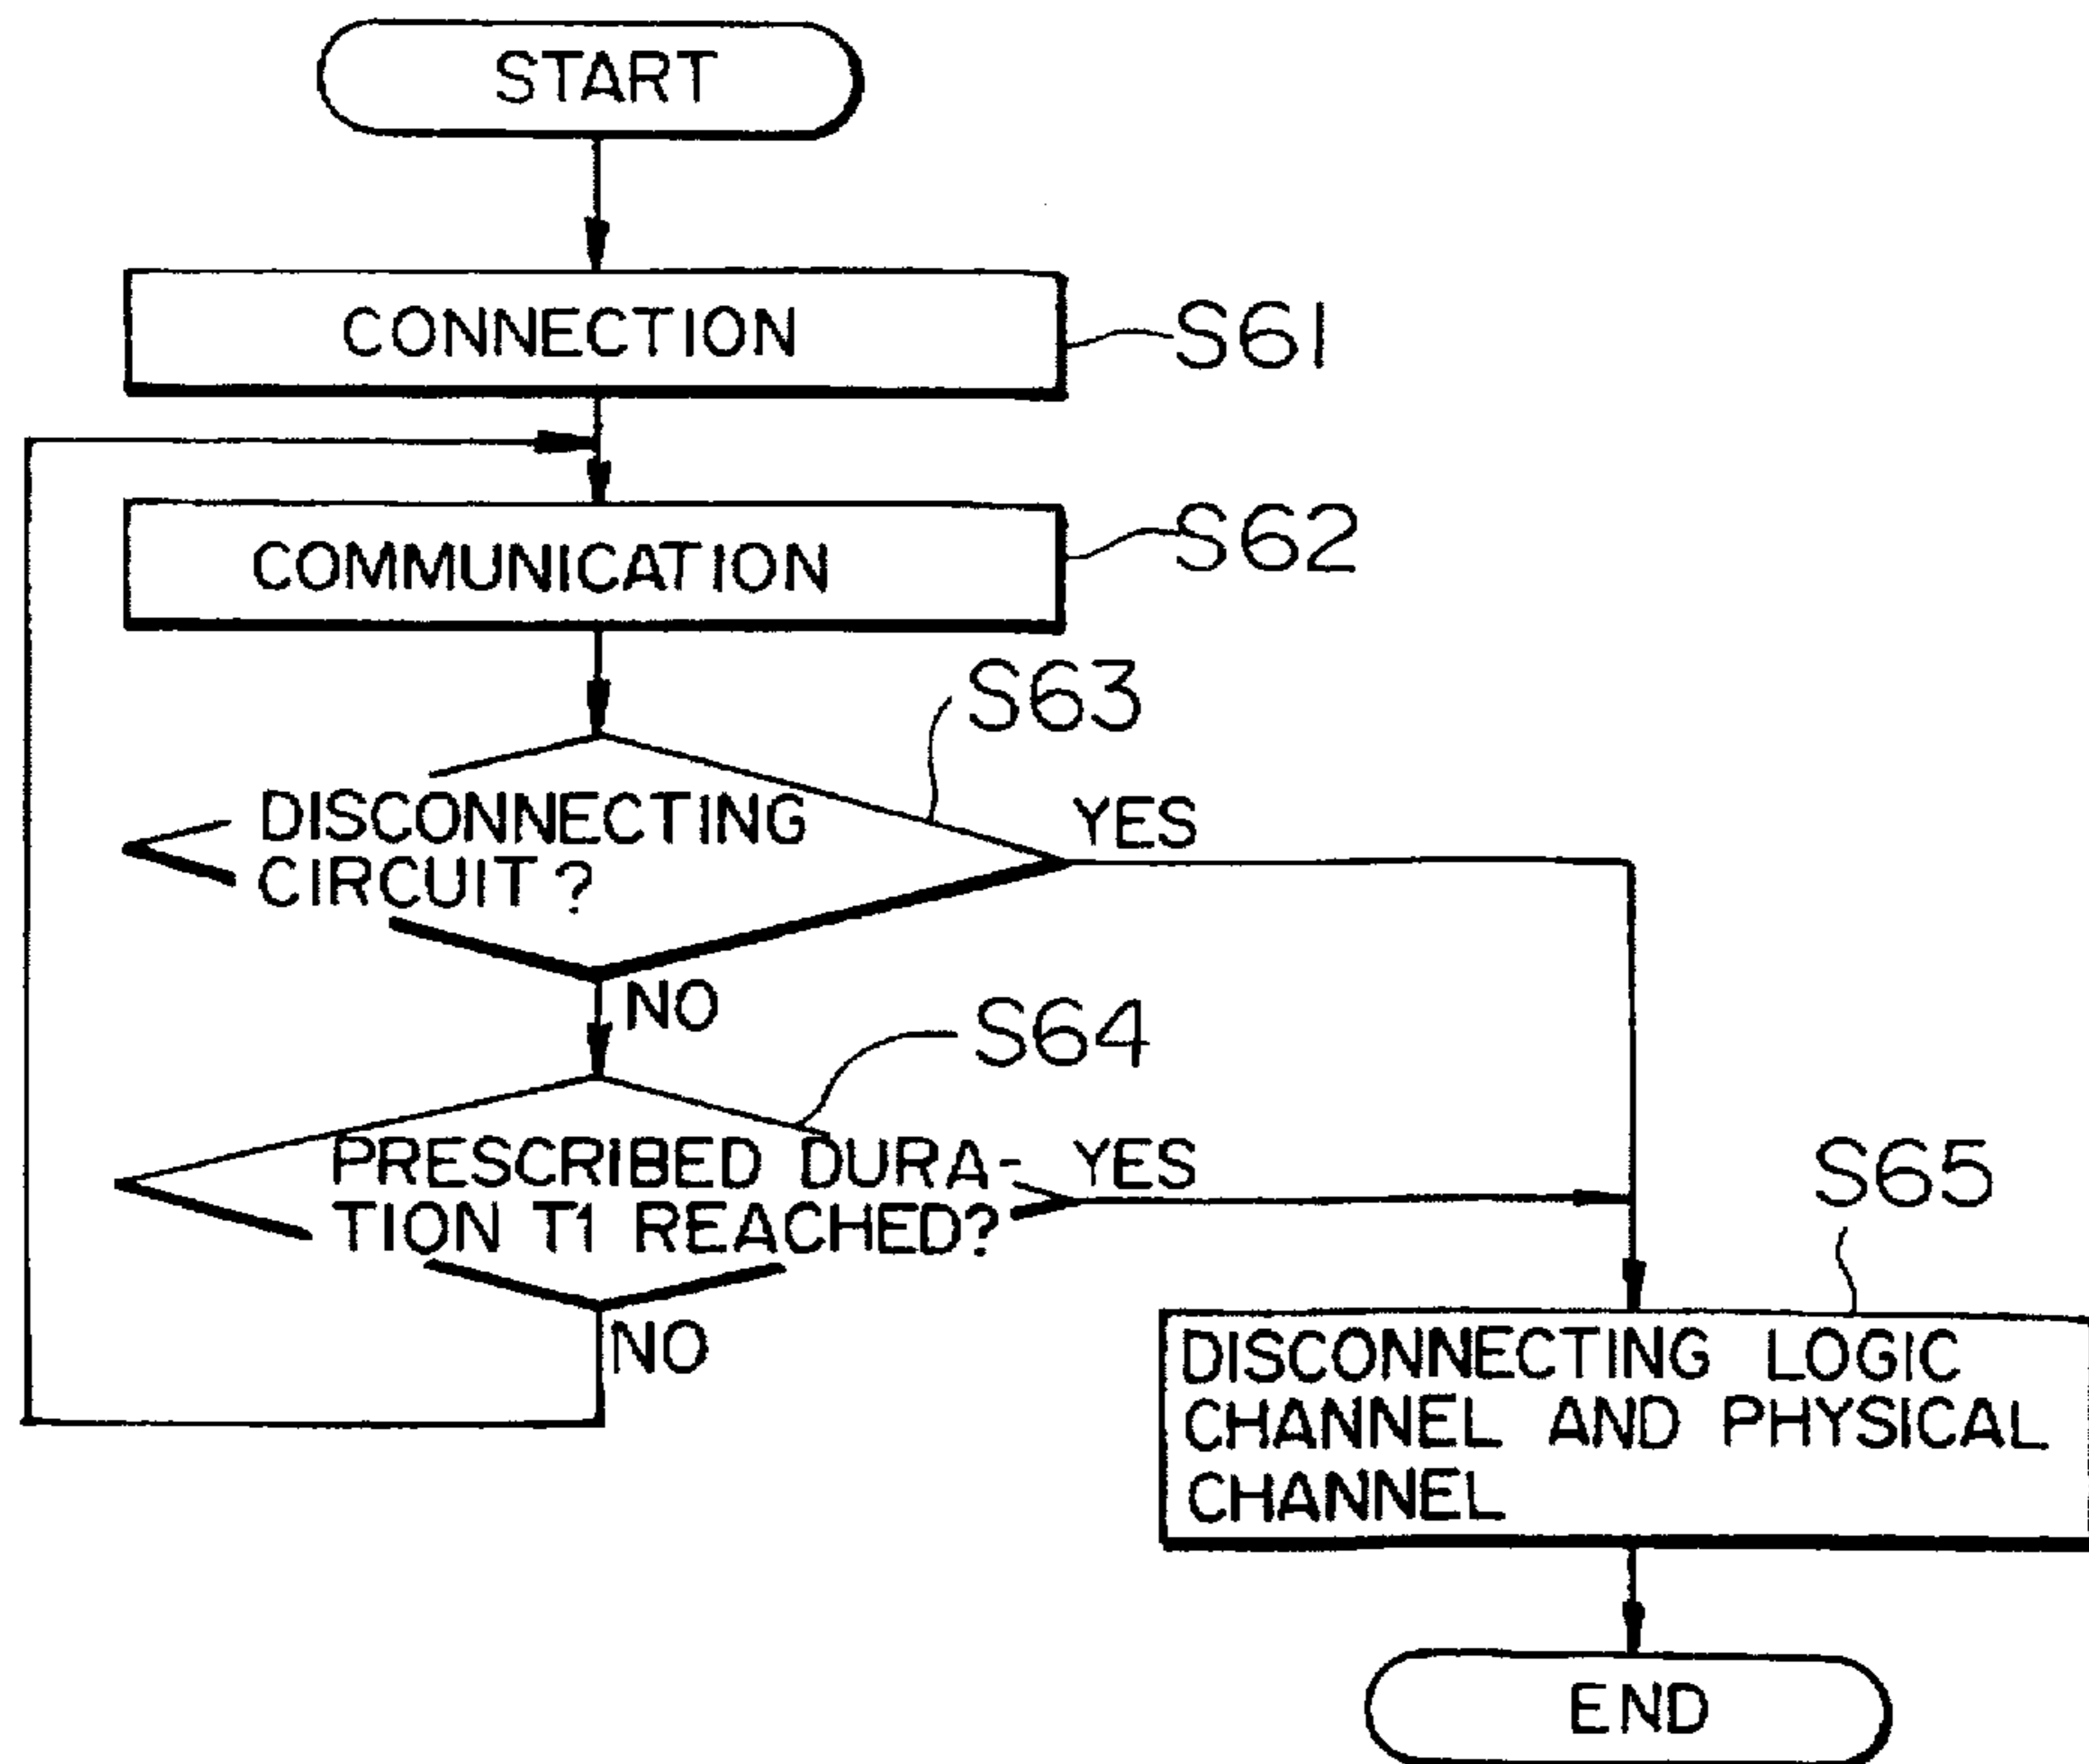 START
CONNECTION
S61
COMMUNICATION
S62
S63
DISCONNECTING
CIRCUIT?
YES
NO
S64
PRESCRIBED DURA-
TION T1 REACHED?
YES
NO
S65
DISCONNECTING LOGIC
CHANNEL AND PHYSICAL
CHANNEL
END